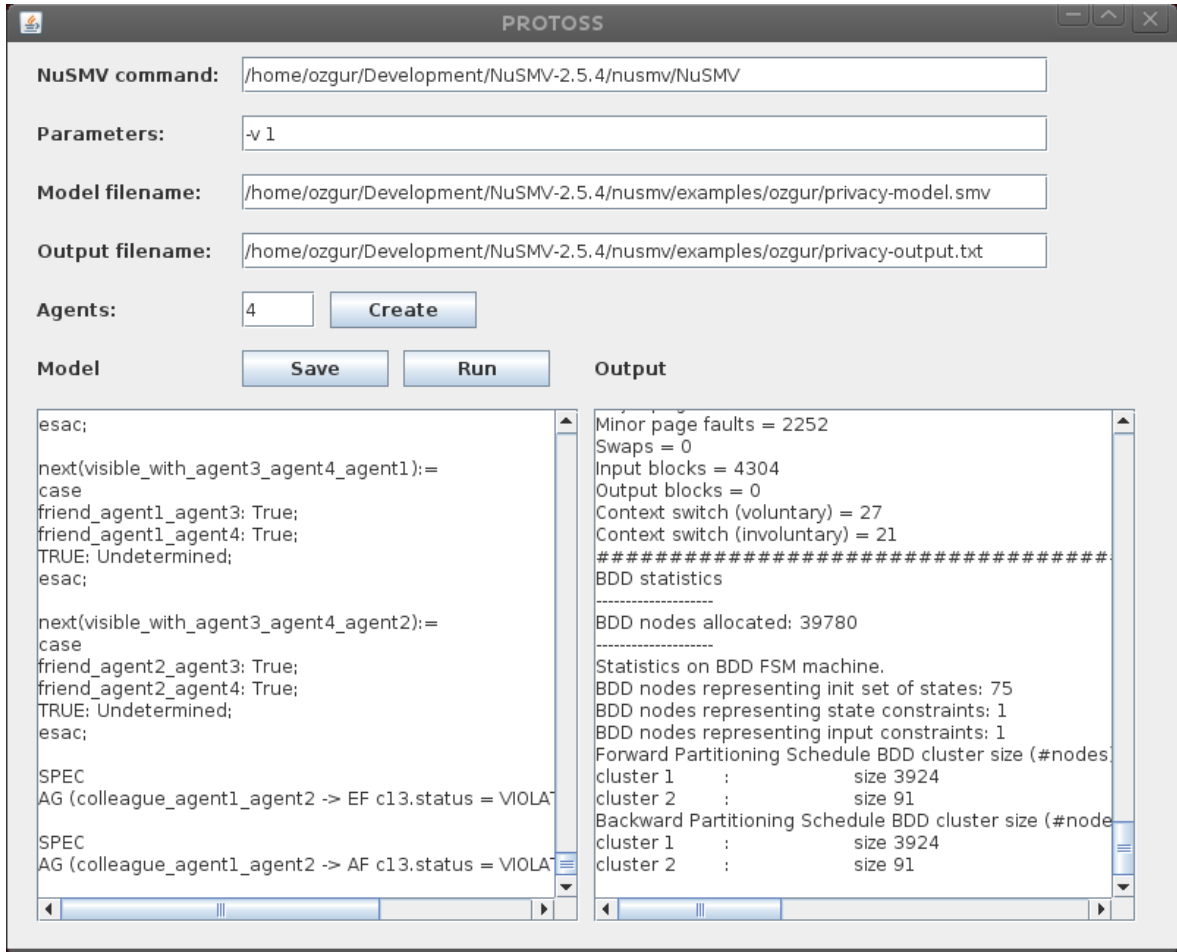 PROTOSS
NuSMV command: /home/ozgur/Development/NuSMV-2.5.4/nusmv/NuSMV
Parameters: -v 1
Model filename: /home/ozgur/Development/NuSMV-2.5.4/nusmv/examples/ozgur/privacy-model.smv
Output filename: /home/ozgur/Development/NuSMV-2.5.4/nusmv/examples/ozgur/privacy-output.txt
Agents: 4 Create
Model Save Run Output
esac;
next(visible_with_agent3_agent4_agent1):=
case
friend_agent1_agent3: True;
friend_agent1_agent4: True;
TRUE: Undetermined;
esac;
next(visible_with_agent3_agent4_agent2):=
case
friend_agent2_agent3: True;
friend_agent2_agent4: True;
TRUE: Undetermined;
esac;
SPEC
AG (colleague_agent1_agent2 -> EF c13.status = VIOLAT
SPEC
AG (colleague_agent1_agent2 -> AF c13.status = VIOLAT
Minor page faults = 2252
Swaps = 0
Input blocks = 4304
Output blocks = 0
Context switch (voluntary) = 27
Context switch (involuntary) = 21
###################################
BDD statistics
--------------------
BDD nodes allocated: 39780
--------------------
Statistics on BDD FSM machine.
BDD nodes representing init set of states: 75
BDD nodes representing state constraints: 1
BDD nodes representing input constraints: 1
Forward Partitioning Schedule BDD cluster size (#nodes)
cluster 1 : size 3924
cluster 2 : size 91
Backward Partitioning Schedule BDD cluster size (#node
cluster 1 : size 3924
cluster 2 : size 91